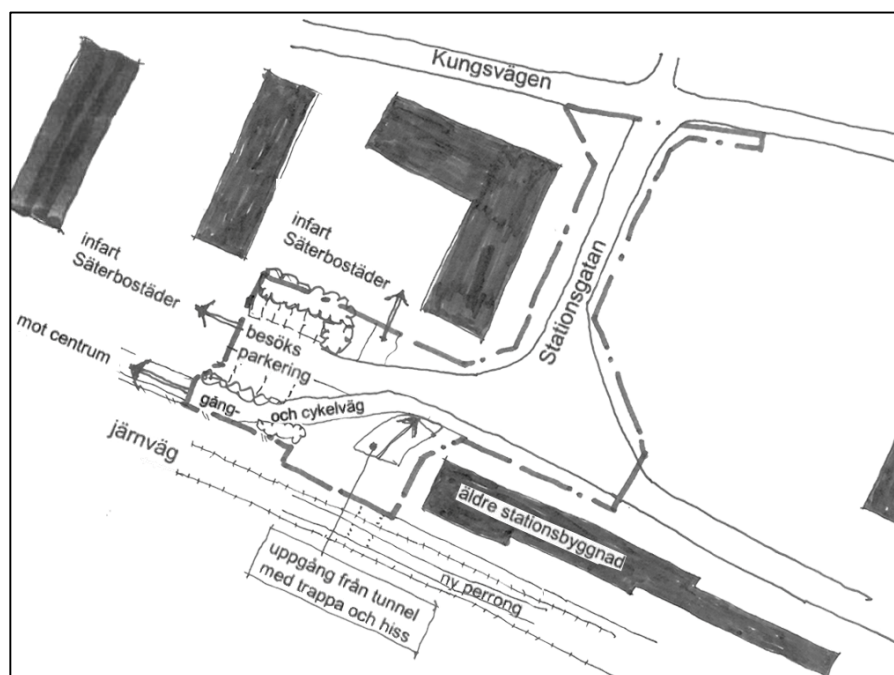 Kungsvägen
infart
Säterbostäder
infart
Säterbostäder
Stationsgatan
mot centrum
besöks
parkering
gång-
och cykelväg
järnväg
äldre stationsbyggnad
ny perrong
uppgång från tunnel
med trappa och hiss